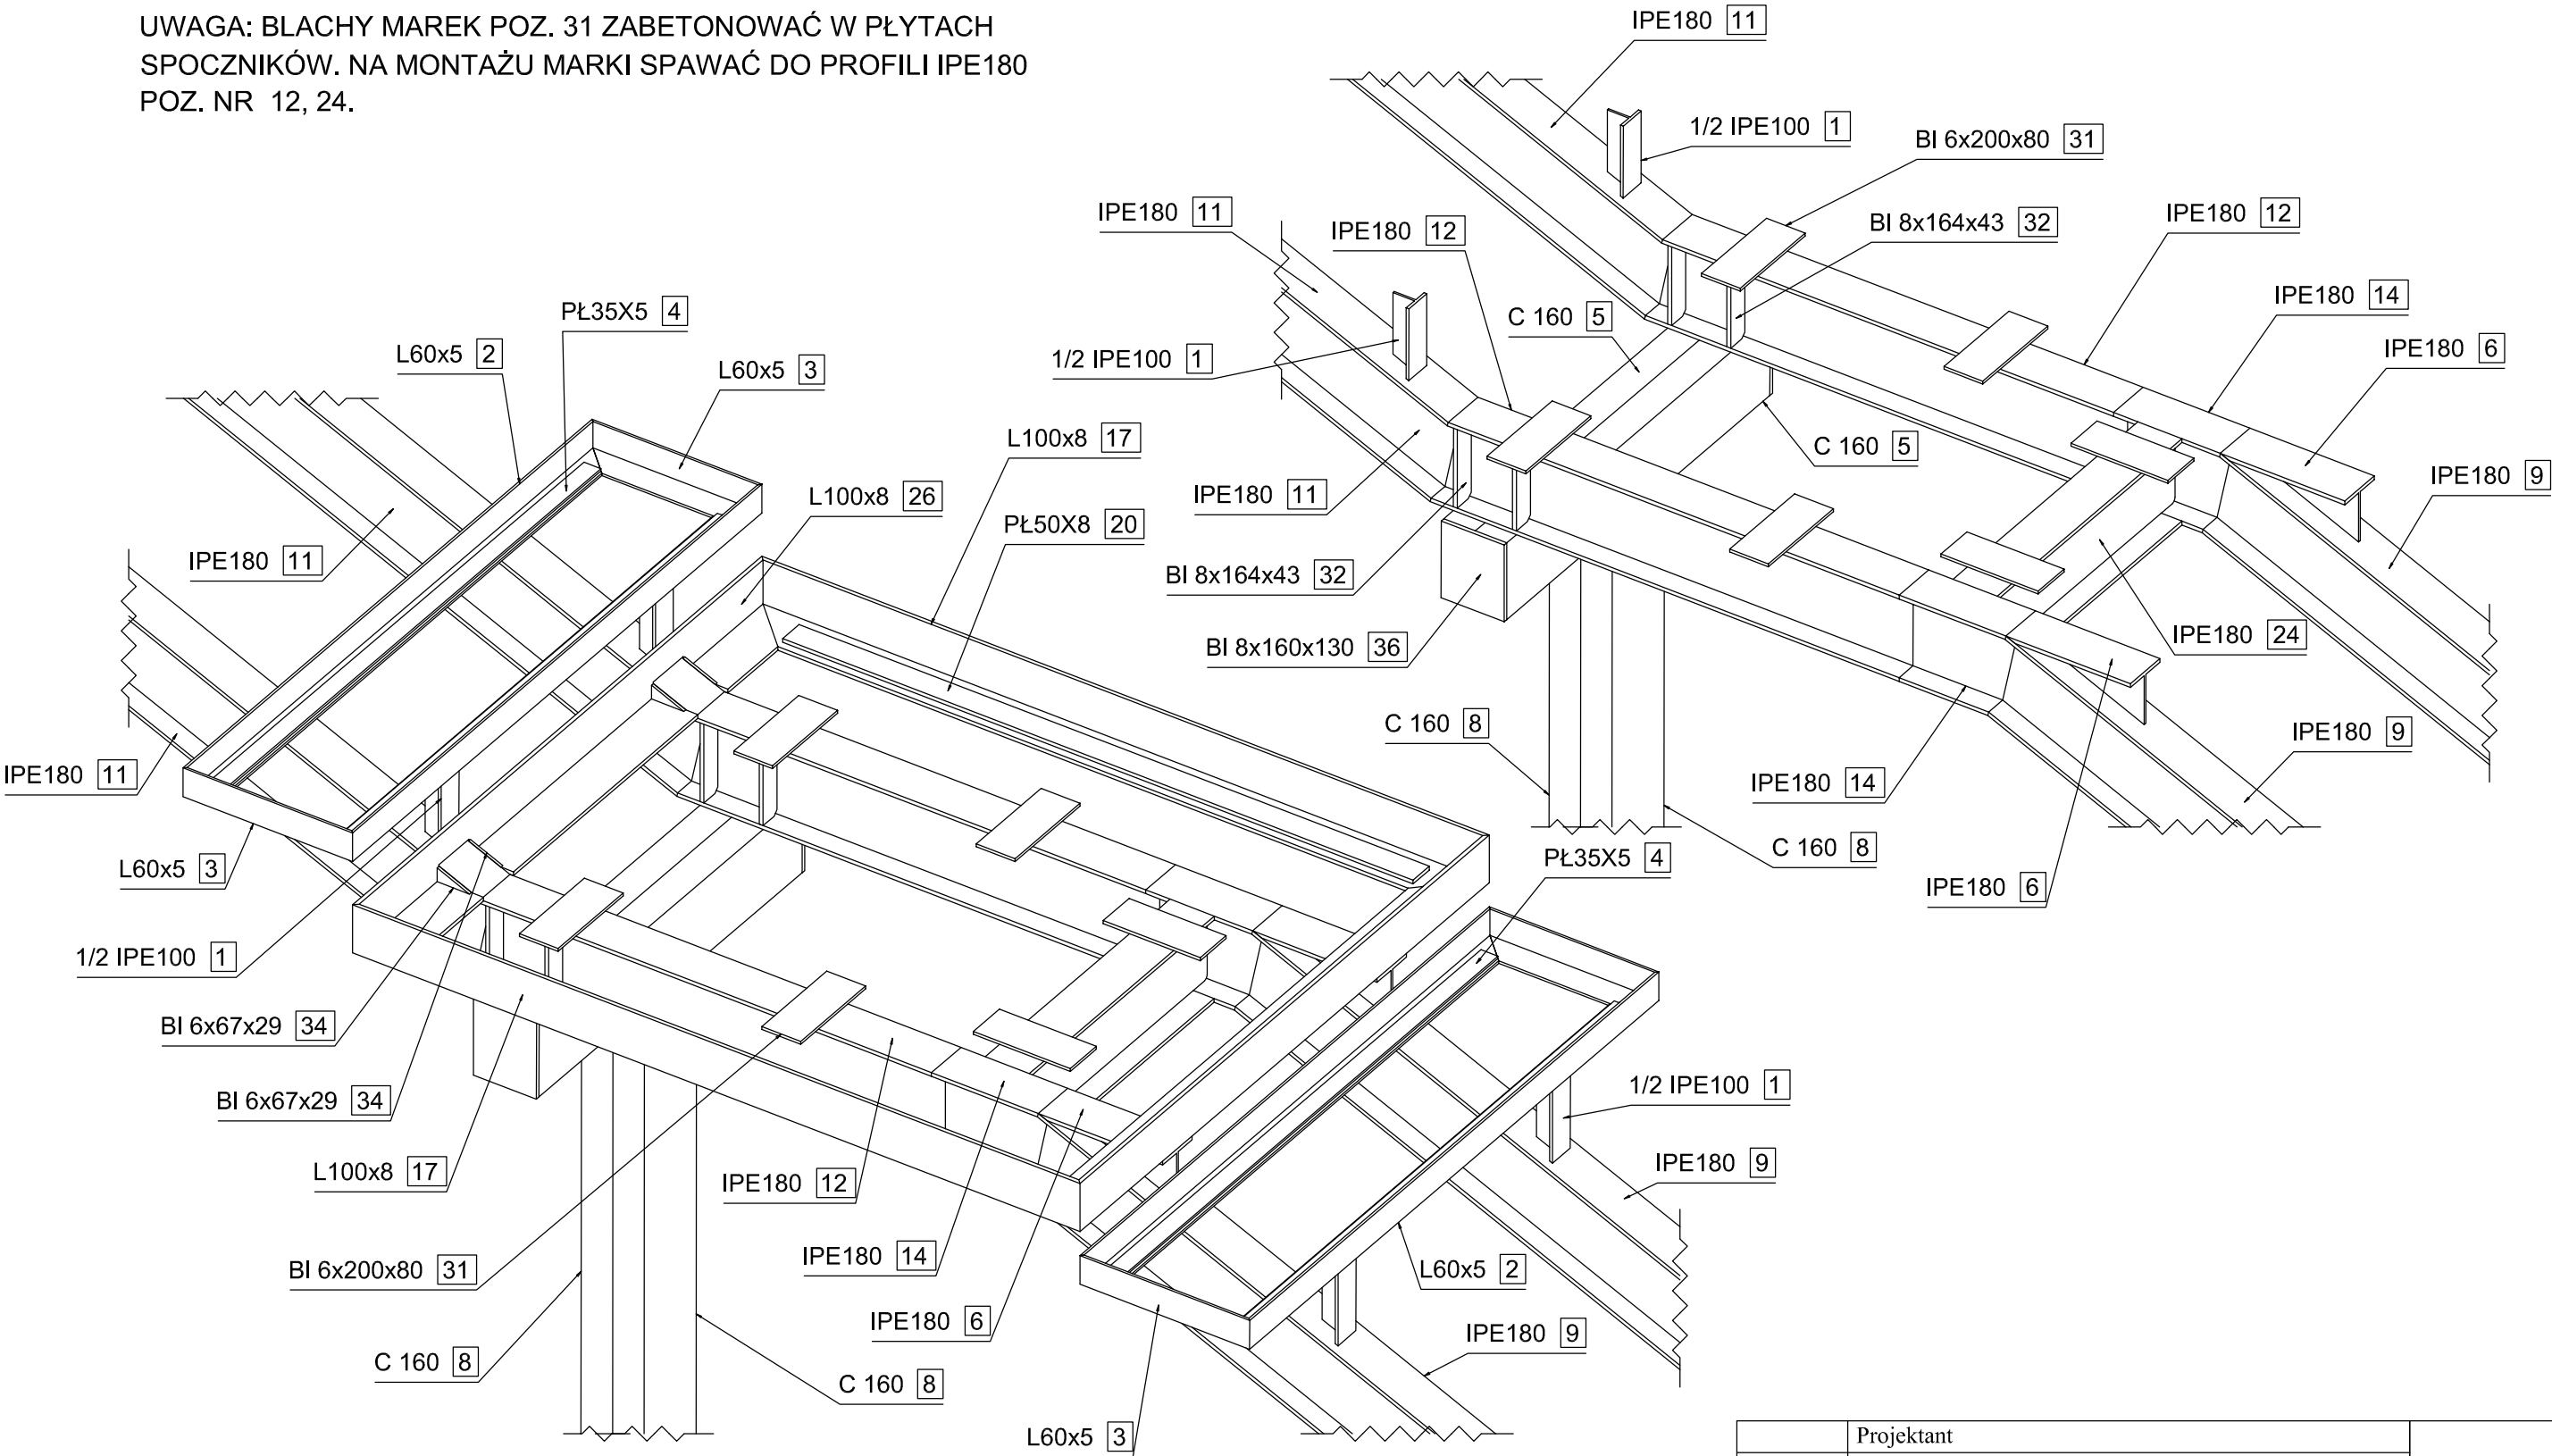 UWAGA: BLACHY MAREK POZ. 31 ZABETONOWAĆ W PŁYTACH
SPOCZNIKÓW. NA MONTAŻU MARKI SPAWAĆ DO PROFILI IPE180
POZ. NR 12, 24.
IPE180 11
1/2 IPE100 1
Bl 6x200x80 31
IPE180 11
IPE180 12
Bl 8x164x43 32
IPE180 12
C 160 5
IPE180 14
1/2 IPE100 1
IPE180 6
C 160 5
IPE180 9
IPE180 11
Bl 8x164x43 32
Bl 8x160x130 36
IPE180 24
C 160 8
IPE180 9
IPE180 14
C 160 8
IPE180 6
PŁ35X5 4
L60x5 2
L60x5 3
L100x8 17
L100x8 26
PŁ50X8 20
IPE180 11
IPE180 11
L60x5 3
PŁ35X5 4
1/2 IPE100 1
Bl 6x67x29 34
Bl 6x67x29 34
1/2 IPE100 1
L100x8 17
IPE180 12
IPE180 9
Bl 6x200x80 31
IPE180 14
L60x5 2
IPE180 6
IPE180 9
C 160 8
C 160 8
L60x5 3
Projektant